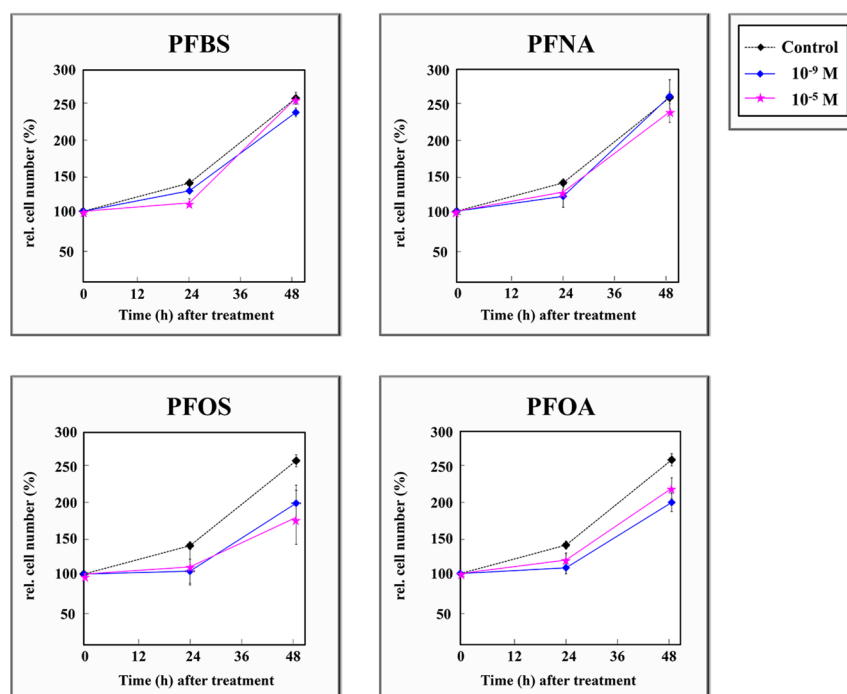 PFBS
300
250
200
150
100
50
rel. cell number (%)
0 12 24 36 48
Time (h) after treatment
PFNA
300
250
200
150
100
50
rel. cell number (%)
0 12 24 36 48
Time (h) after treatment
Control
10⁻⁹ M
10⁻⁵ M
PFOS
300
250
200
150
100
50
rel. cell number (%)
0 12 24 36 48
Time (h) after treatment
PFOA
300
250
200
150
100
50
rel. cell number (%)
0 12 24 36 48
Time (h) after treatment